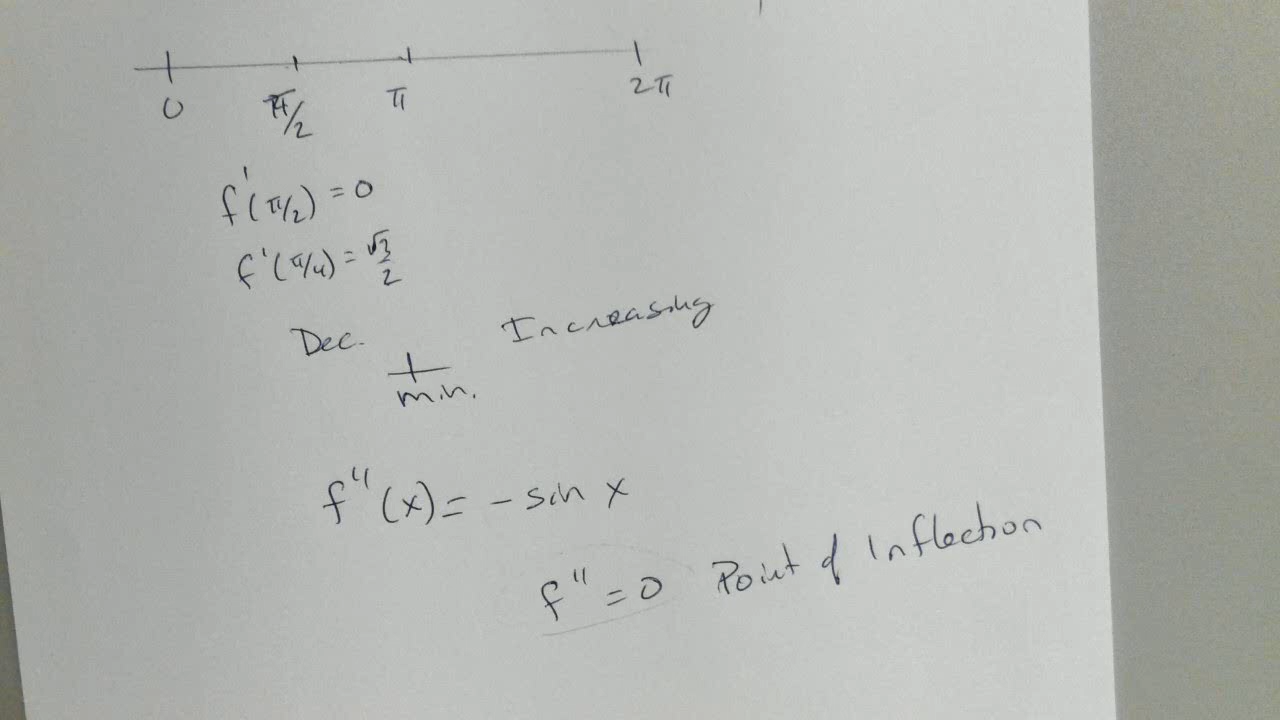 0 π/2 π 2π
f'(π/2) = 0
f'(π/4) = √3/2
Dec. Increasing
min.
f"(x) = - sin x
f" = 0 Point of Inflection